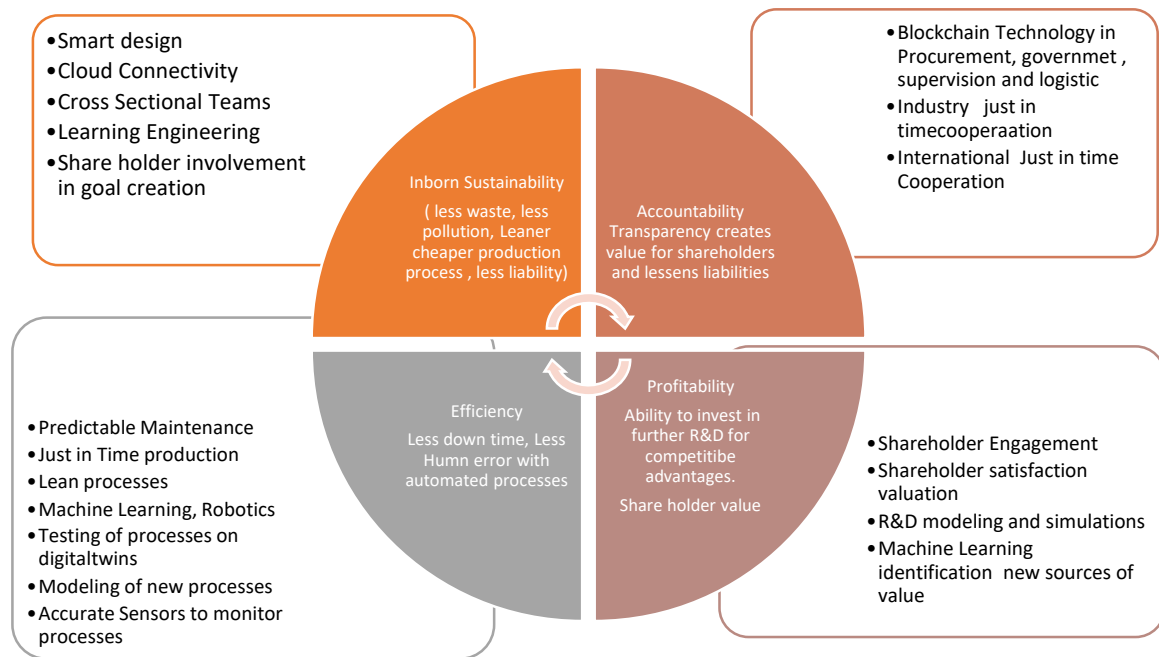 •Smart design
•Cloud Connectivity
•Cross Sectional Teams
•Learning Engineering
•Share holder involvement
in goal creation
•Blockchain Technology in
Procurement, governmet ,
supervision and logistic
•Industry just in
timecooperaation
•International Just in time
Cooperation
Inborn Sustainability
( less waste, less
pollution, Leaner
cheaper production
process , less liability)
Accountability
Transparency creates
value for shareholders
and lessens liabilities
Efficiency
Less down time, Less
Humn error with
automated processes
Profitability
Ability to invest in
further R&D for
competitibe
advantages.
Share holder value
•Predictable Maintenance
•Just in Time production
•Lean processes
•Machine Learning, Robotics
•Testing of processes on
digitaltwins
•Modeling of new processes
•Accurate Sensors to monitor
processes
•Shareholder Engagement
•Shareholder satisfaction
valuation
•R&D modeling and simulations
•Machine Learning
identification new sources of
value